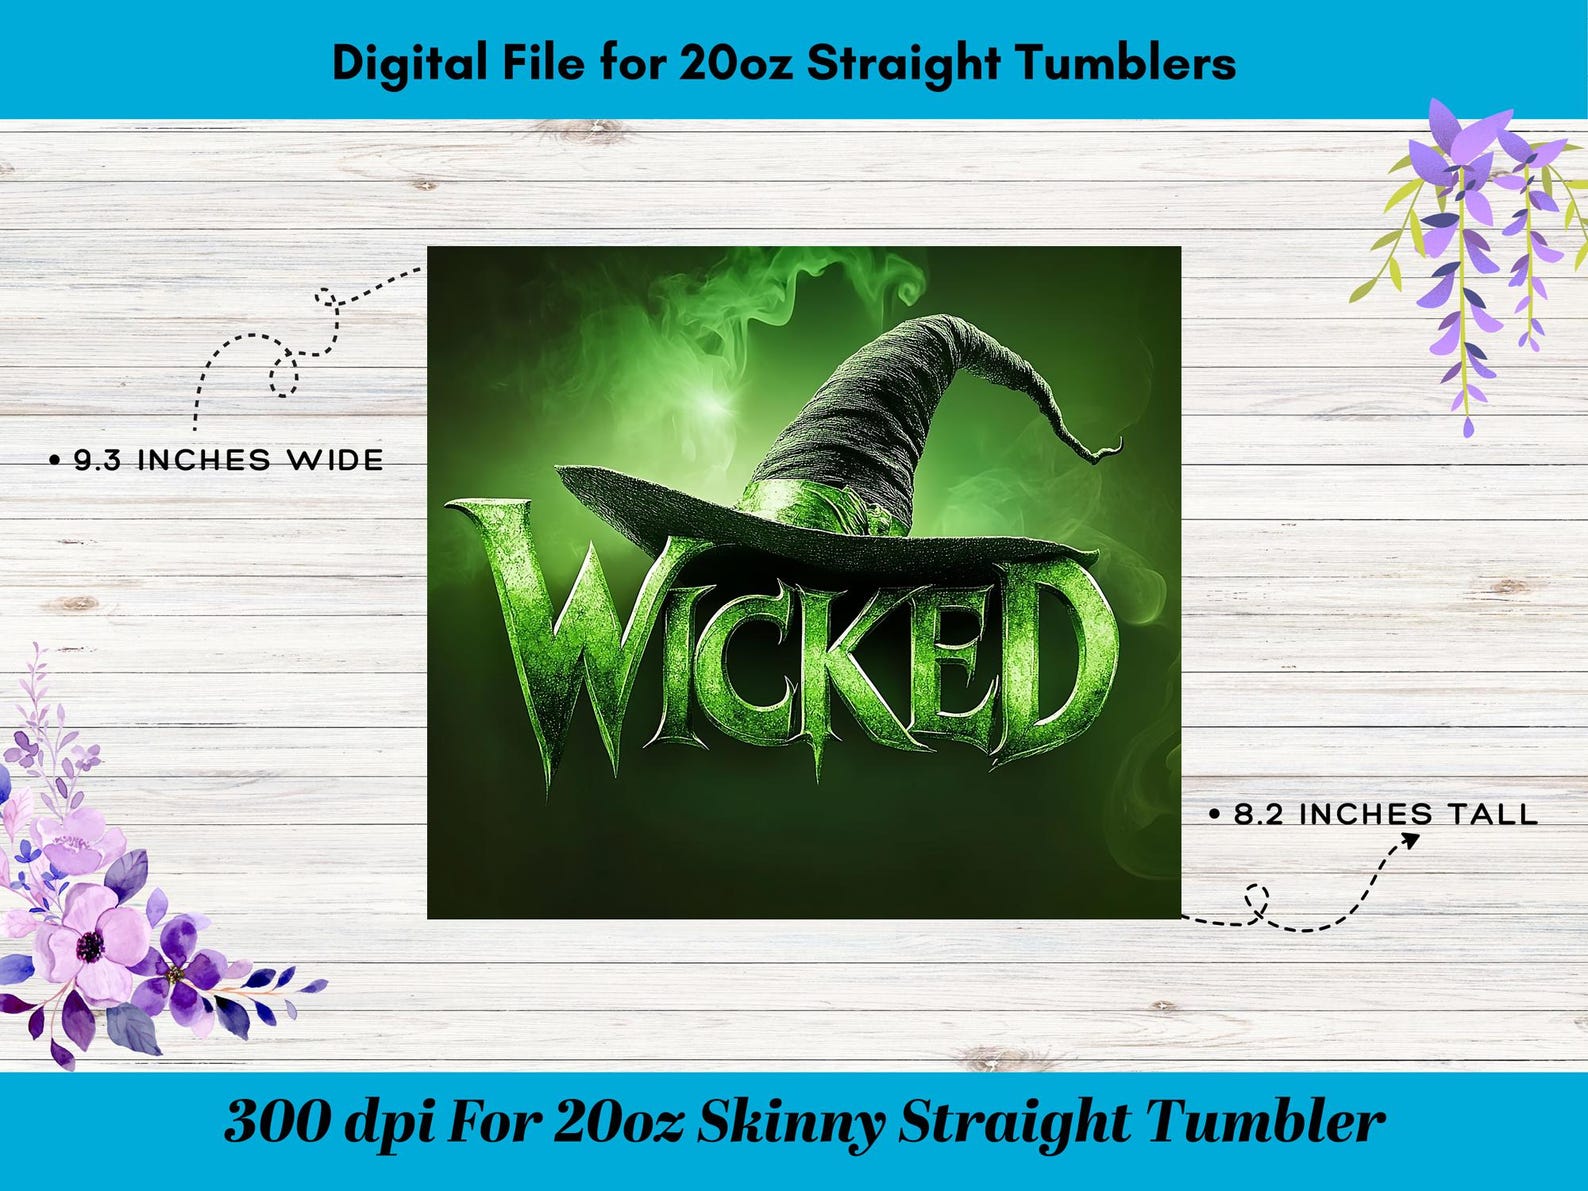 Digital File for 20oz Straight Tumblers
• 9.3 INCHES WIDE
WICKED
• 8.2 INCHES TALL
300 dpi For 20oz Skinny Straight Tumbler